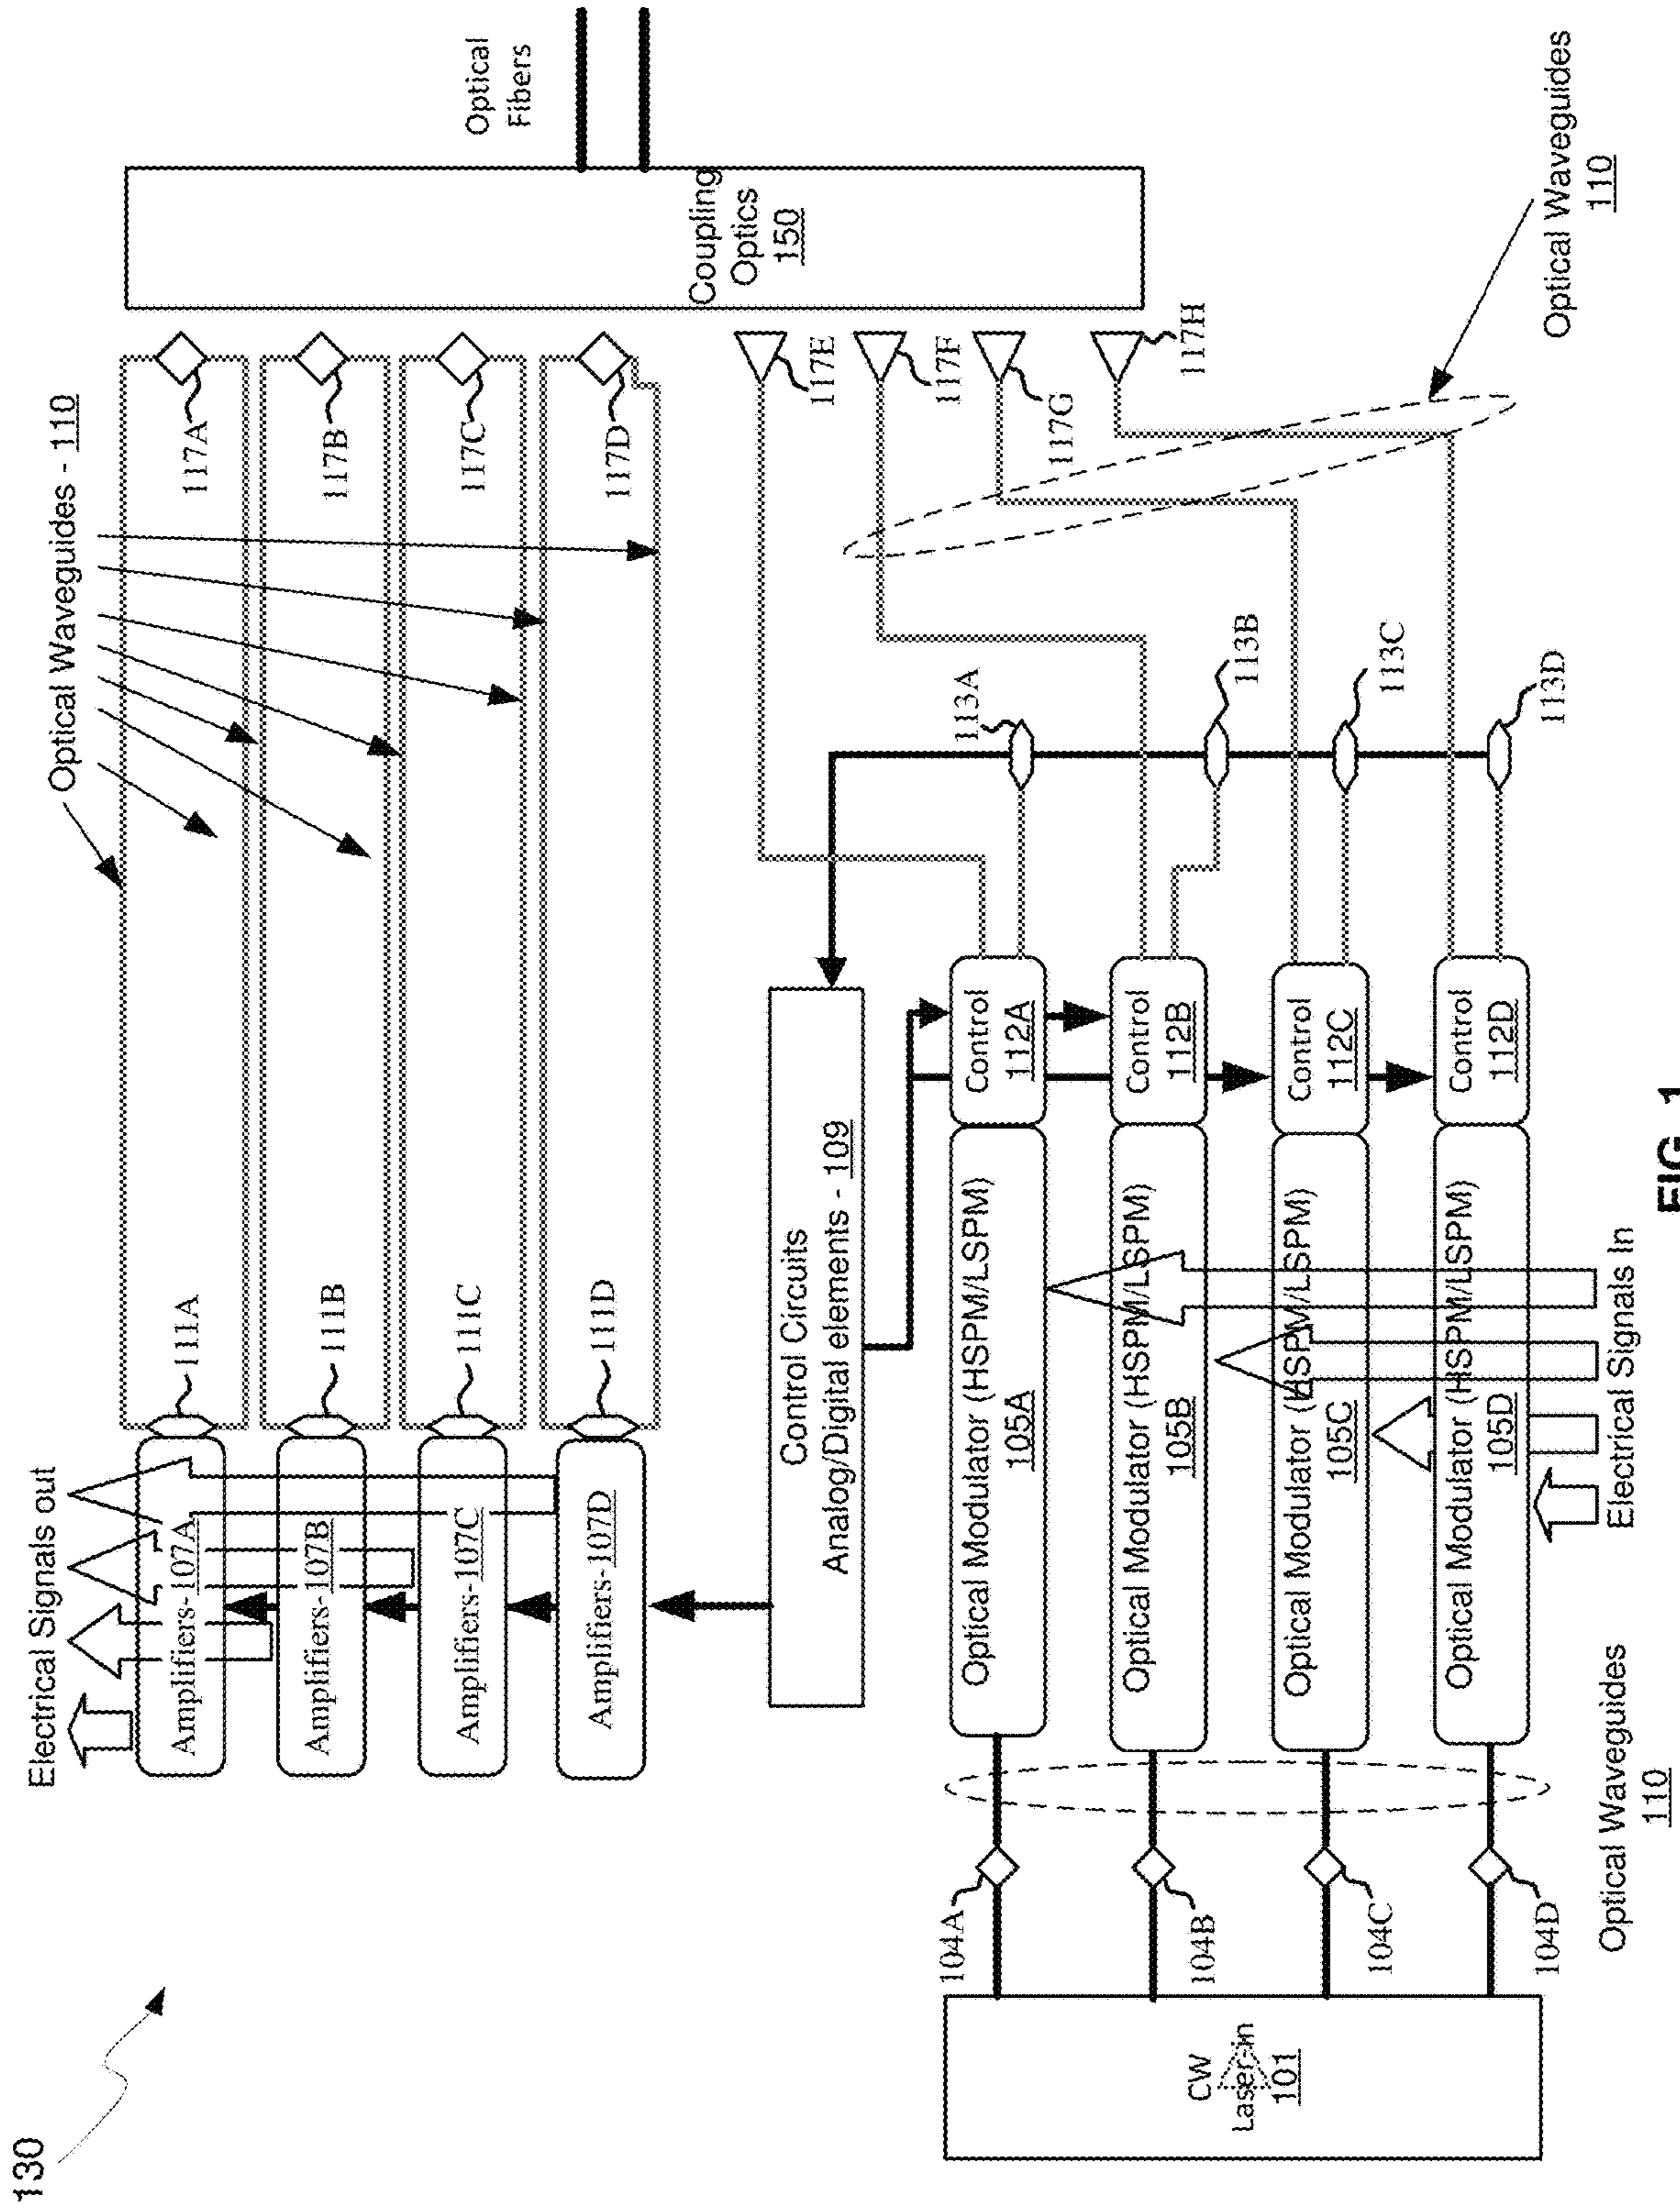 130
Electrical Signals out
Optical Waveguides - 110
Amplifiers-107A
111A
117A
Amplifiers-107B
111B
117B
Amplifiers-107C
111C
117C
Amplifiers-107D
111D
117D
Optical
Fibers
Coupling
Optics
150
Control Circuits
Analog/Digital elements - 109
117E
117F
117G
117H
104A
Optical Modulator (HSPM/LSPM)
105A
Control
112A
113A
104B
Optical Modulator (HSPM/LSPM)
105B
Control
112B
113B
CW
Laser-in
101
104C
Optical Modulator (HSPM/LSPM)
105C
Control
112C
113C
104D
Optical Modulator (HSPM/LSPM)
105D
Control
112D
113D
Optical Waveguides
110
Optical Waveguides
110
Electrical Signals In
FIG. 1